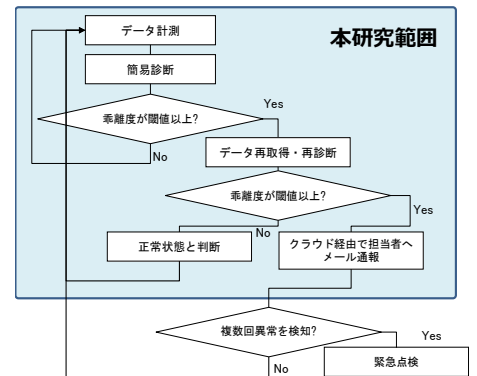 データ計測
本研究範囲
簡易診断
乖離度が閾値以上?
Yes
No
データ再取得・再診断
乖離度が閾値以上?
Yes
No
正常状態と判断
クラウド経由で担当者へ
メール通報
複数回異常を検知?
Yes
緊急点検
No